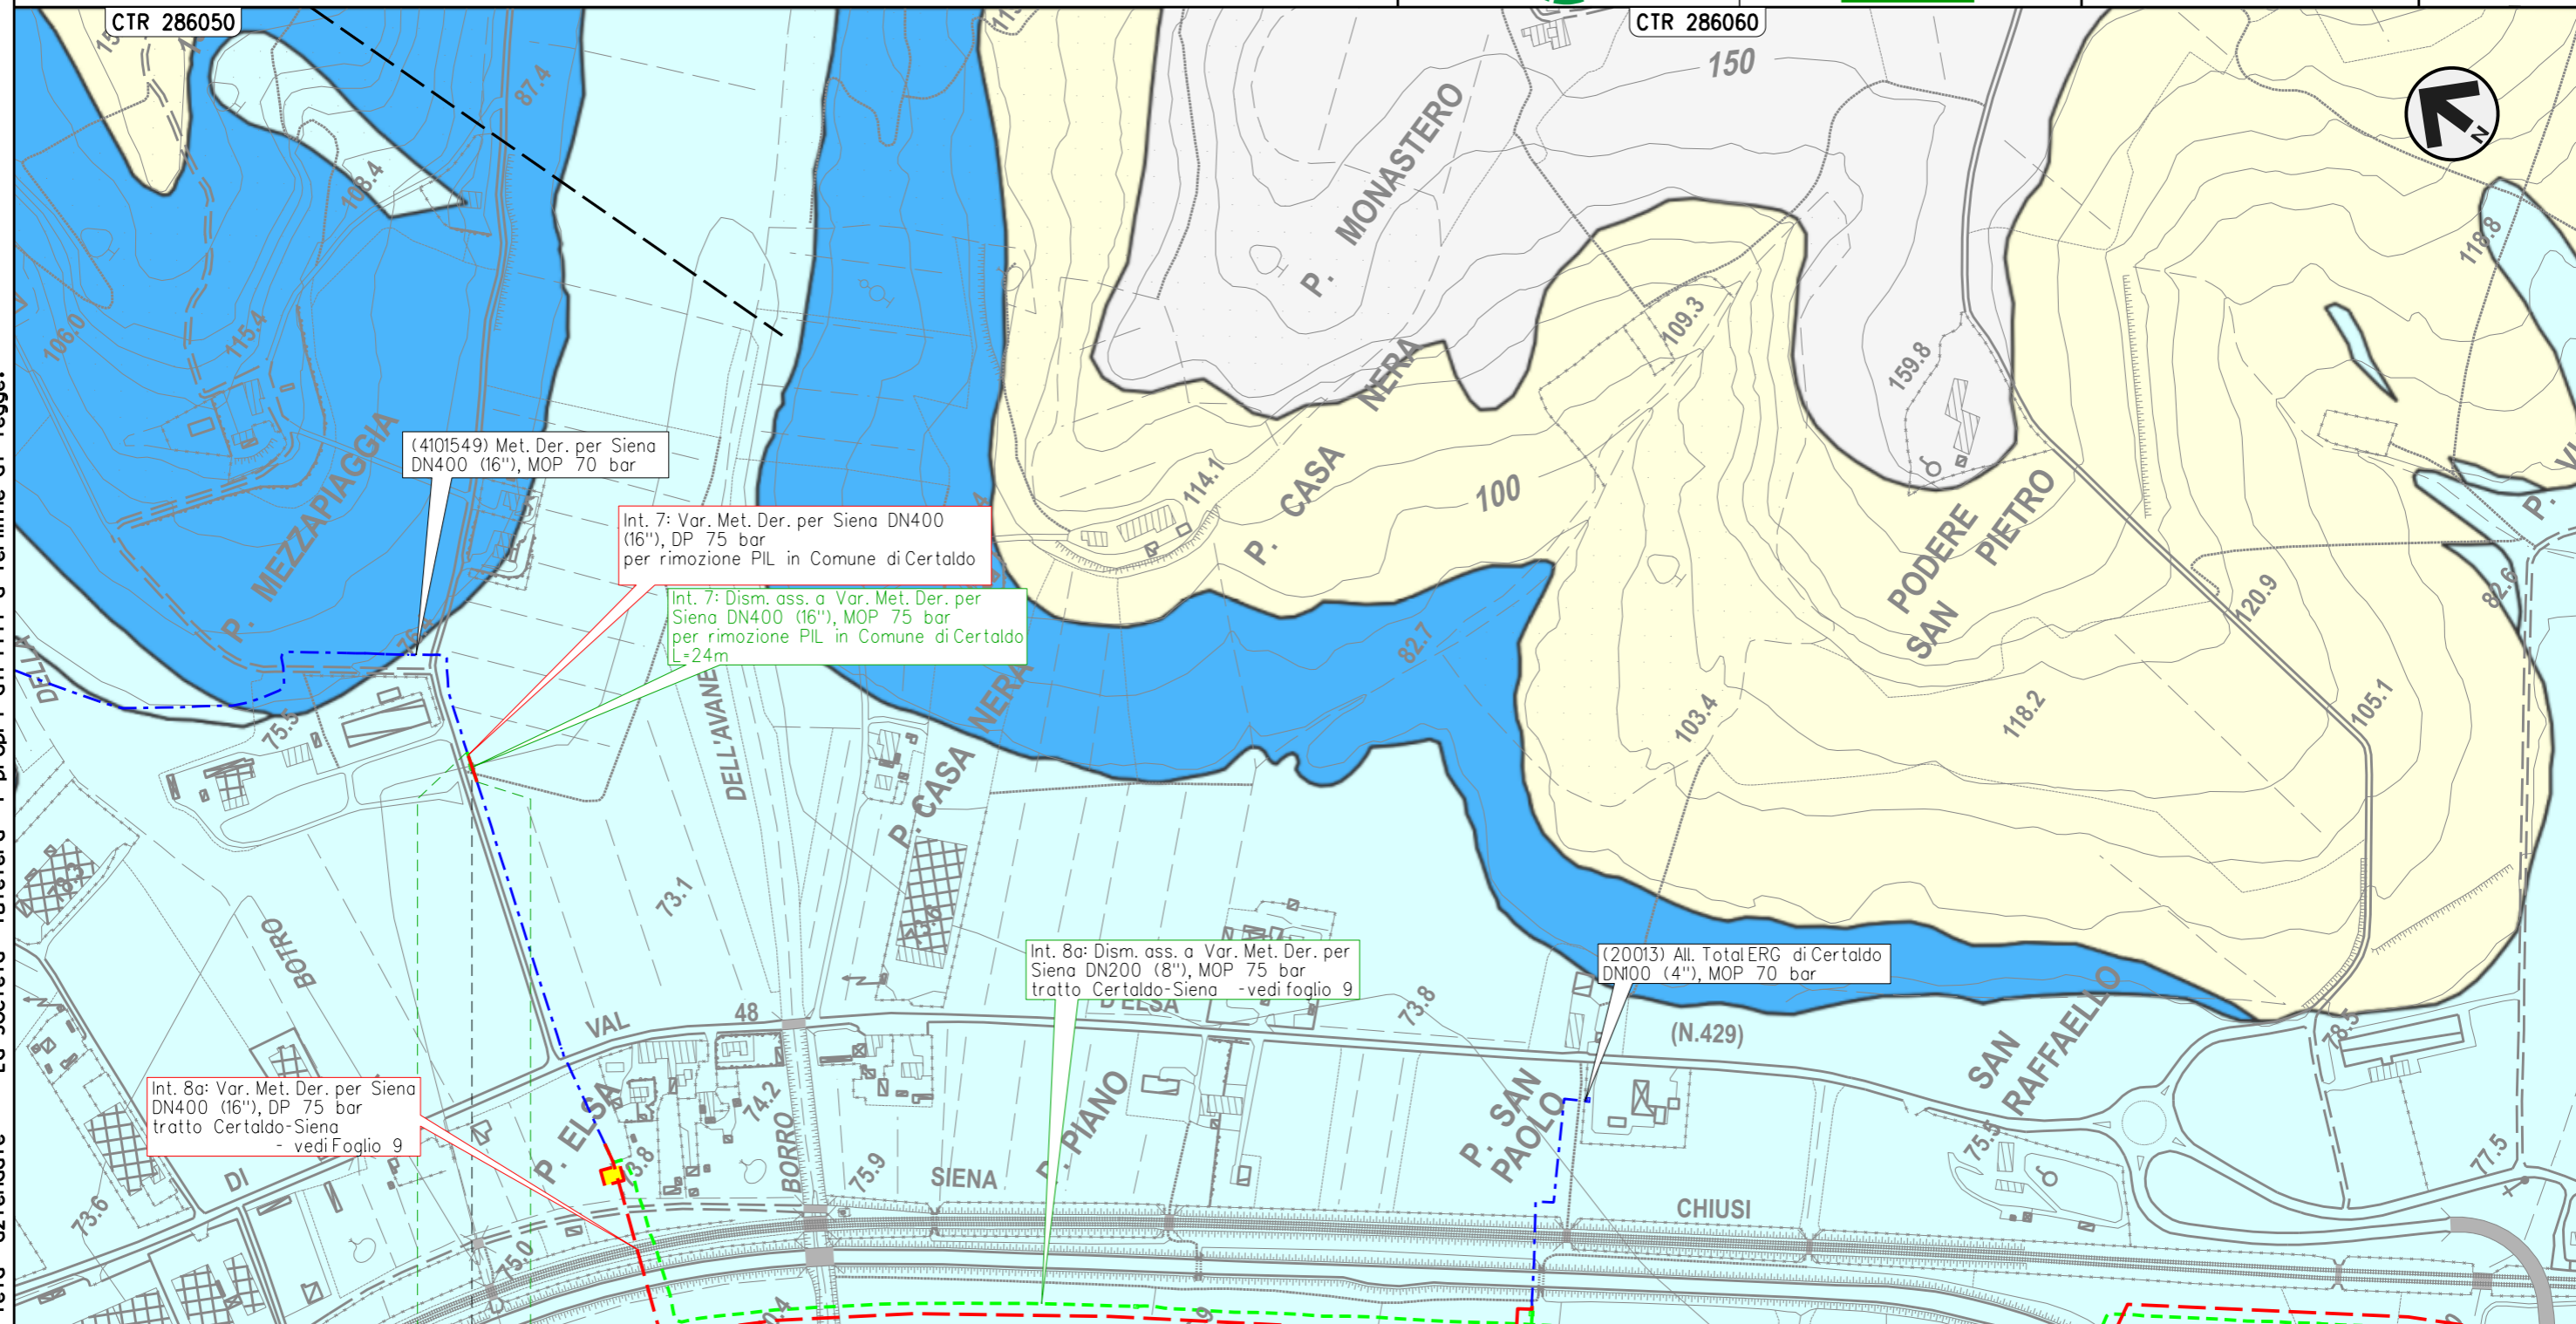 CTR 286050
CTR 286060
N
150
87.4
108.4
P. MONASTERO
118.8
106.0
115.4
109.3
159.8
P. MEZZAPIAGGIA
P. CASA NERA
114.1
100
PODERE
SAN PIETRO
120.9
82.6
(4101549) Met. Der. per Siena
DN400 (16"), MOP 70 bar
Int. 7: Var. Met. Der. per Siena DN400
(16"), DP 75 bar
per rimozione PIL in Comune di Certaldo
Int. 7: Dism. ass. a Var. Met. Der. per
Siena DN400 (16"), MOP 75 bar
per rimozione PIL in Comune di Certaldo
L=24m
82.7
103.4
118.2
105.1
75.5
DELL'AVANE
P. CASA NERA
78.3
73.1
73.6
BOTRO
Int. 8a: Dism. ass. a Var. Met. Der. per
Siena DN200 (8"), MOP 75 bar
tratto Certaldo-Siena - vedi foglio 9
(20013) All. Total ERG di Certaldo
DN100 (4"), MOP 70 bar
VAL
48
D'ELSA
73.8
(N.429)
SAN
RAFFAELLO
78.5
Int. 8a: Var. Met. Der. per Siena
DN400 (16"), DP 75 bar
tratto Certaldo-Siena
- vedi Foglio 9
P. ELSA
73.8
74.2
BORRO
75.9
SIENA
P. PIANO
P. SAN
PAOLO
75.5
77.5
DI
73.6
75.0
CHIUSI